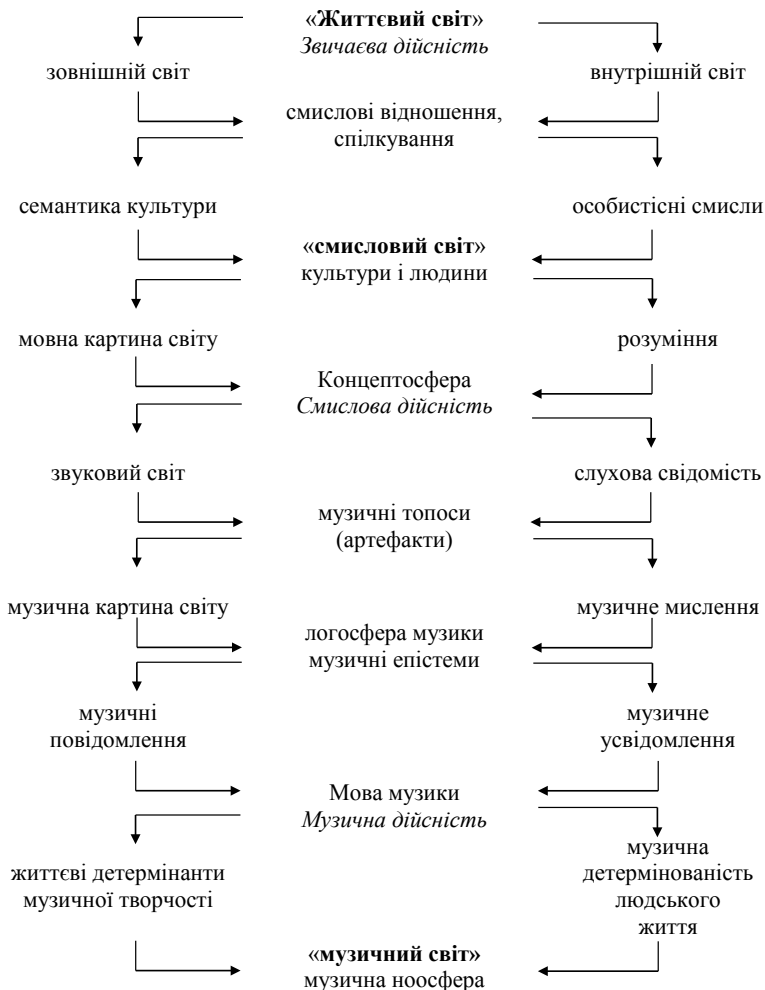 «Життєвий світ»
Звичаєва дійсність
зовнішній світ
внутрішній світ
смислові відношення,
спілкування
семантика культури
особистісні смисли
«смисловий світ»
культури і людини
мовна картина світу
розуміння
Концептосфера
Смислова дійсність
звуковий світ
слухова свідомість
музичні топоси
(артефакти)
музична картина світу
музичне мислення
логосфера музики
музичні епістеми
музичні
повідомлення
музичне
усвідомлення
Мова музики
Музична дійсність
життєві детермінанти
музичної творчості
музична
детермінованість
людського
життя
«музичний світ»
музична ноосфера